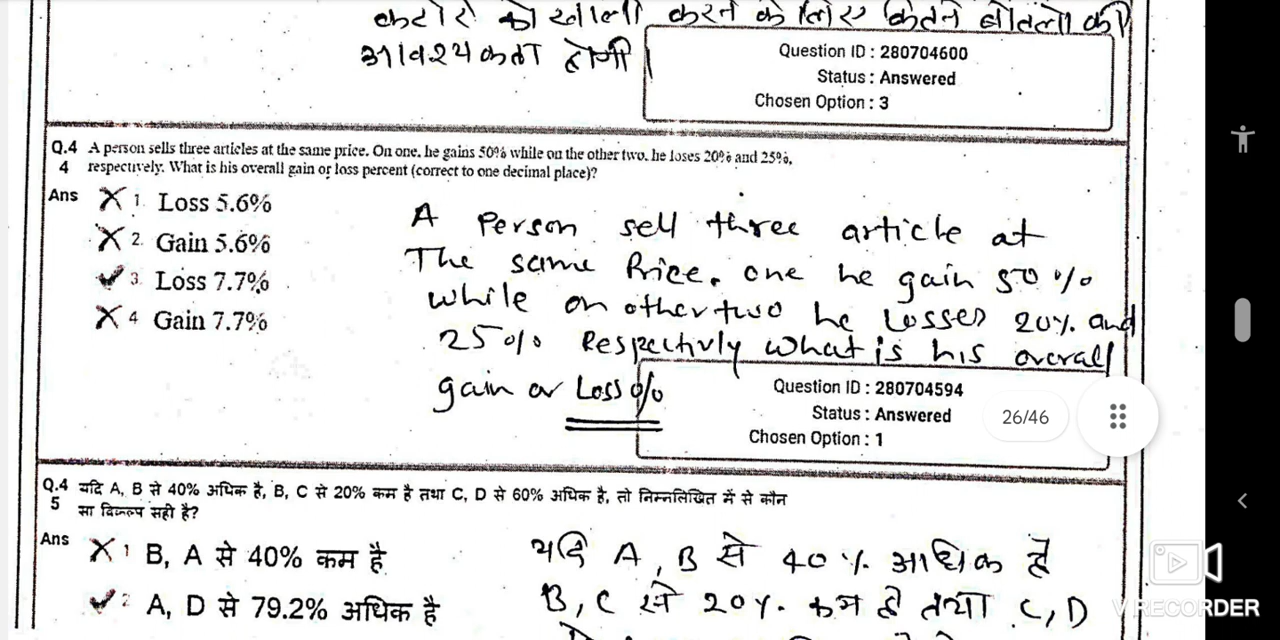 कटोरे को खाली करने के लिए कितने बोतलो की
आवश्यकता होगी
Question ID : 280704600
Status : Answered
Chosen Option : 3
Q.4 A person sells three articles at the same price. On one, he gains 50% while on the other two, he loses 20% and 25%,
4 respectively. What is his overall gain or loss percent (correct to one decimal place)?
Ans 1. Loss 5.6%
2. Gain 5.6%
3. Loss 7.7%
4 Gain 7.7%
A Person sell three article at
The same Price. one he gain 50%
while on other two he Losses 20% and
25% Respectivly what is his overall
gain or Loss %
Question ID : 280704594
Status : Answered
Chosen Option : 1
26/46
Q.4 यदि A, B से 40% अधिक है, B, C से 20% कम है तथा C, D से 60% अधिक है, तो निम्नलिखित में से कौन
5 सा विकल्प सही है?
Ans 1 B, A से 40% कम है
2 A, D से 79.2% अधिक है
यदि A, B से 40% अधिक है
B, C से 20%. कम है तथा C, D
V RECORDER